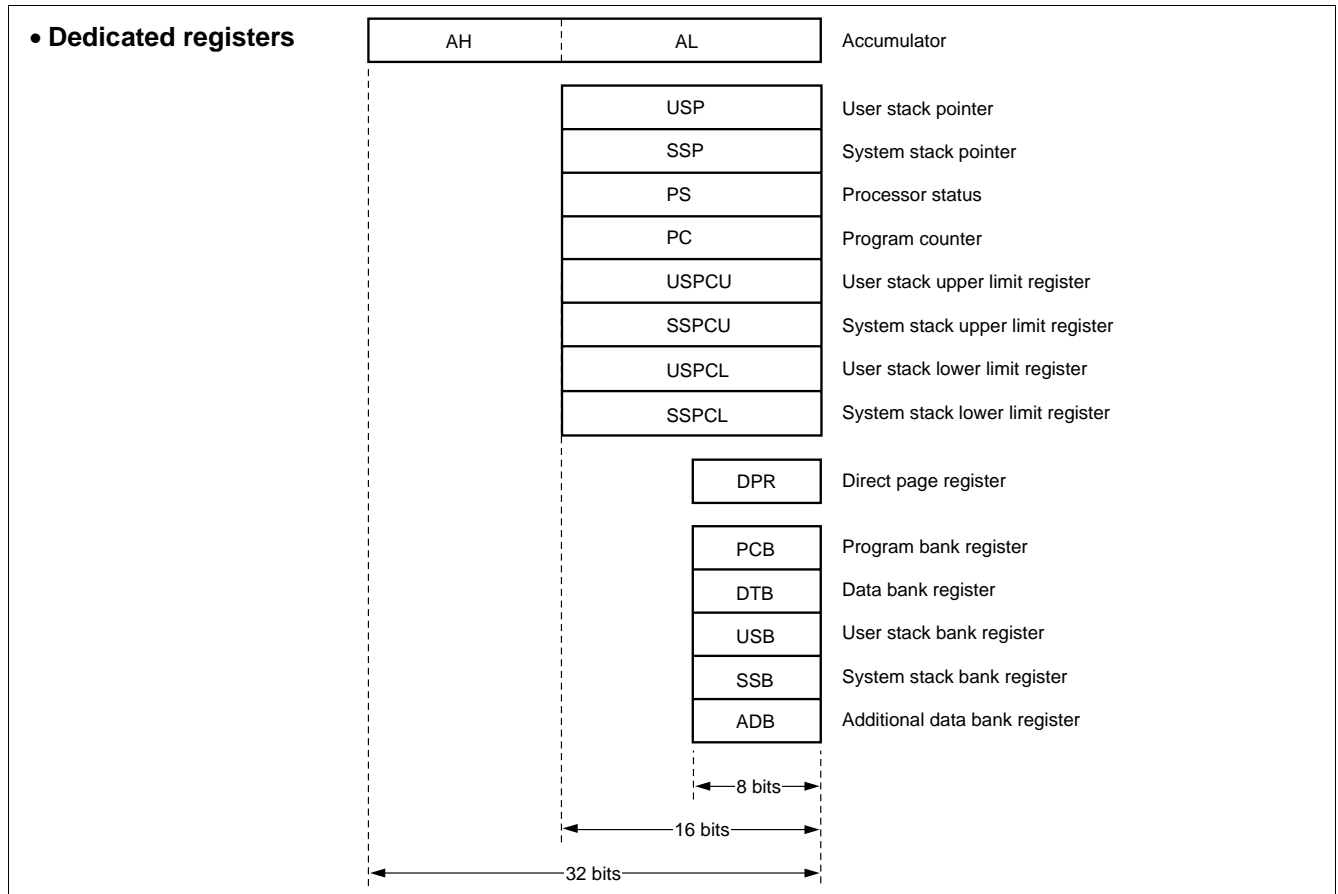 • Dedicated registers
AH AL Accumulator
USP User stack pointer
SSP System stack pointer
PS Processor status
PC Program counter
USPCU User stack upper limit register
SSPCU System stack upper limit register
USPCL User stack lower limit register
SSPCL System stack lower limit register
DPR Direct page register
PCB Program bank register
DTB Data bank register
USB User stack bank register
SSB System stack bank register
ADB Additional data bank register
8 bits
16 bits
32 bits